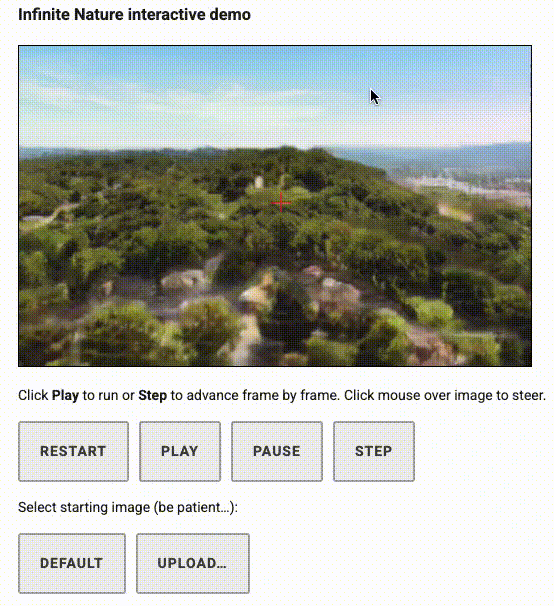 Infinite Nature interactive demo
Click Play to run or Step to advance frame by frame. Click mouse over image to steer.
RESTART PLAY PAUSE STEP
Select starting image (be patient…):
DEFAULT UPLOAD…